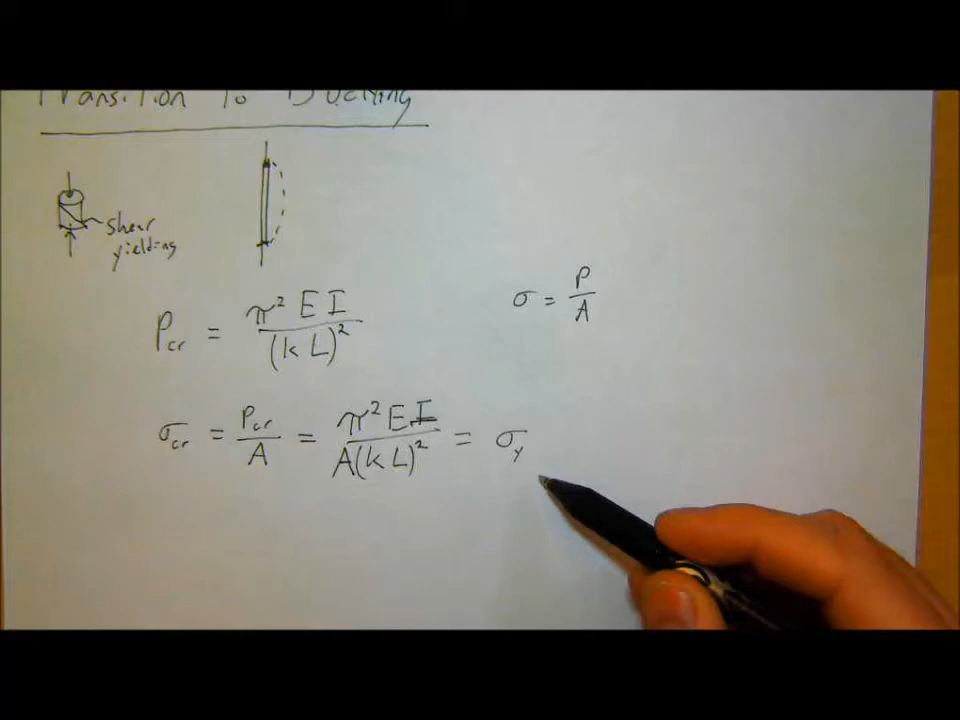 Transition to Buckling
shear
yielding
σ = P/A
P_cr = π² E I / (k L)²
σ_cr = P_cr/A = π² E I / A(k L)² = σ_y